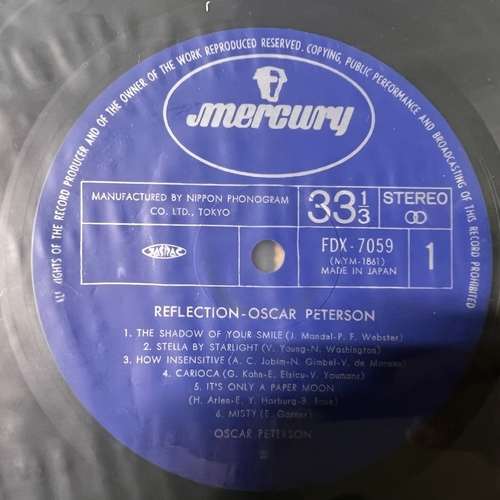 ALL RIGHTS OF THE RECORD PRODUCER AND OF THE OWNER OF THE WORK REPRODUCED RESERVED. COPYING, PUBLIC PERFORMANCE AND BROADCASTING OF THIS RECORD PROHIBITED
mercury
MANUFACTURED BY NIPPON PHONOGRAM
CO. LTD., TOKYO
33 1/3
STEREO
JASRAC
FDX-7059
(NYM-1861)
MADE IN JAPAN
1
REFLECTION-OSCAR PETERSON
1. THE SHADOW OF YOUR SMILE (J. Mandel-P. F. Webster)
2. STELLA BY STARLIGHT (V. Young-N. Washington)
3. HOW INSENSITIVE (A. C. Jobim-N. Gimbel-V. de Moraes)
4. CARIOCA (G. Kahn-E. Elsicu-V. Youmans)
5. IT'S ONLY A PAPER MOON
(H. Arlen-E. Y. Harburg-B. Rose)
6. MISTY (E. Garner)
OSCAR PETERSON